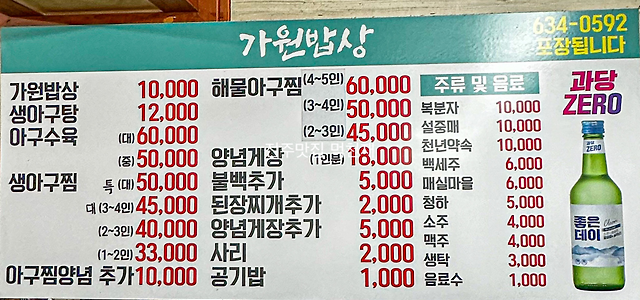 가원밥상
634-0592
포장됩니다
가원밥상 10,000
생아구탕 12,000
아구수육 (대) 60,000
(중) 50,000
생아구찜 특 (대) 50,000
대 (3~4인) 45,000
(2~3인) 40,000
(1~2인) 33,000
아구찜양념 추가 10,000
해물아구찜 (4~5인) 60,000
(3~4인) 50,000
(2~3인) 45,000
양념게장 (1인분) 18,000
불백추가 5,000
된장찌개추가 2,000
양념게장추가 5,000
사리 2,000
공기밥 1,000
주류 및 음료
복분자 10,000
설중매 10,000
천년약속 10,000
백세주 6,000
매실마을 6,000
청하 5,000
소주 4,000
맥주 4,000
생탁 3,000
음료수 1,000
과당
ZERO
과당
ZERO
좋은
데이